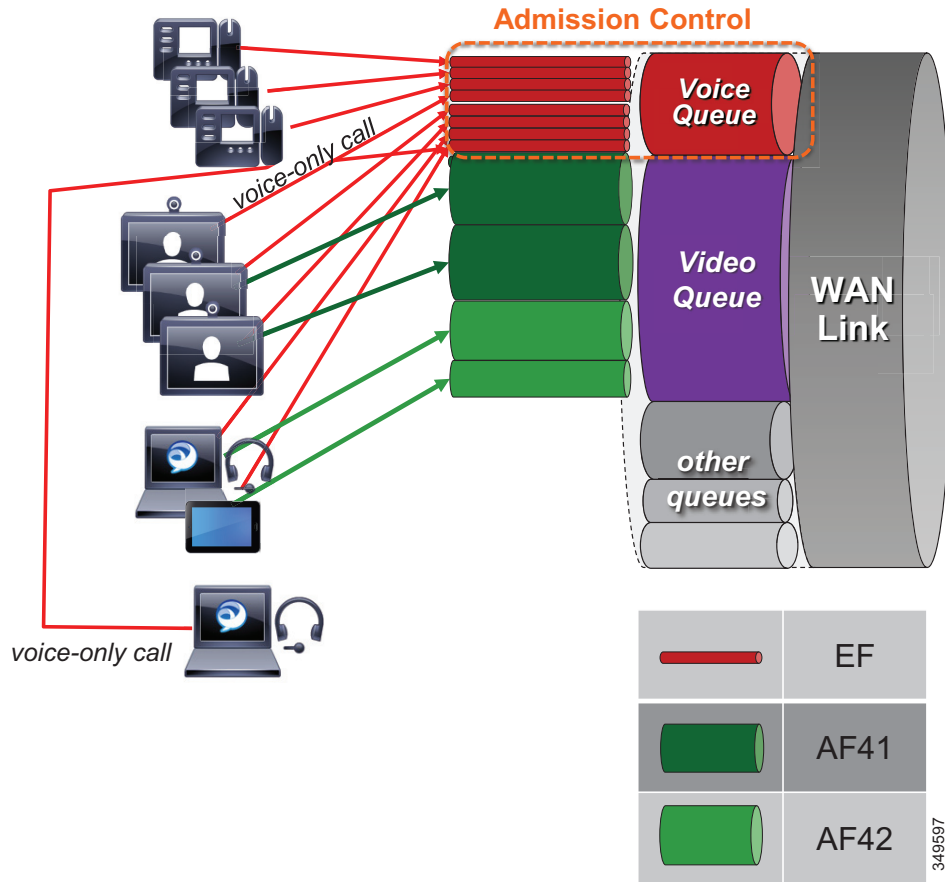 Admission Control
Voice
Queue
voice-only call
Video
Queue
WAN
Link
other
queues
voice-only call
EF
AF41
AF42
349597